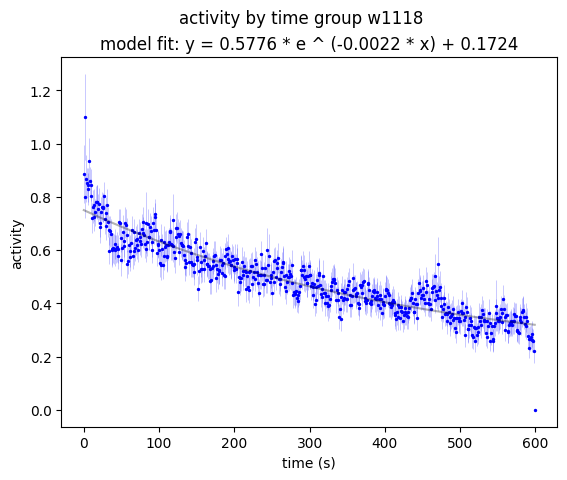 activity by time group w1118
model fit: y = 0.5776 * e ^ (-0.0022 * x) + 0.1724
1.2
1.0
0.8
0.6
0.4
0.2
0.0
activity
0 100 200 300 400 500 600
time (s)